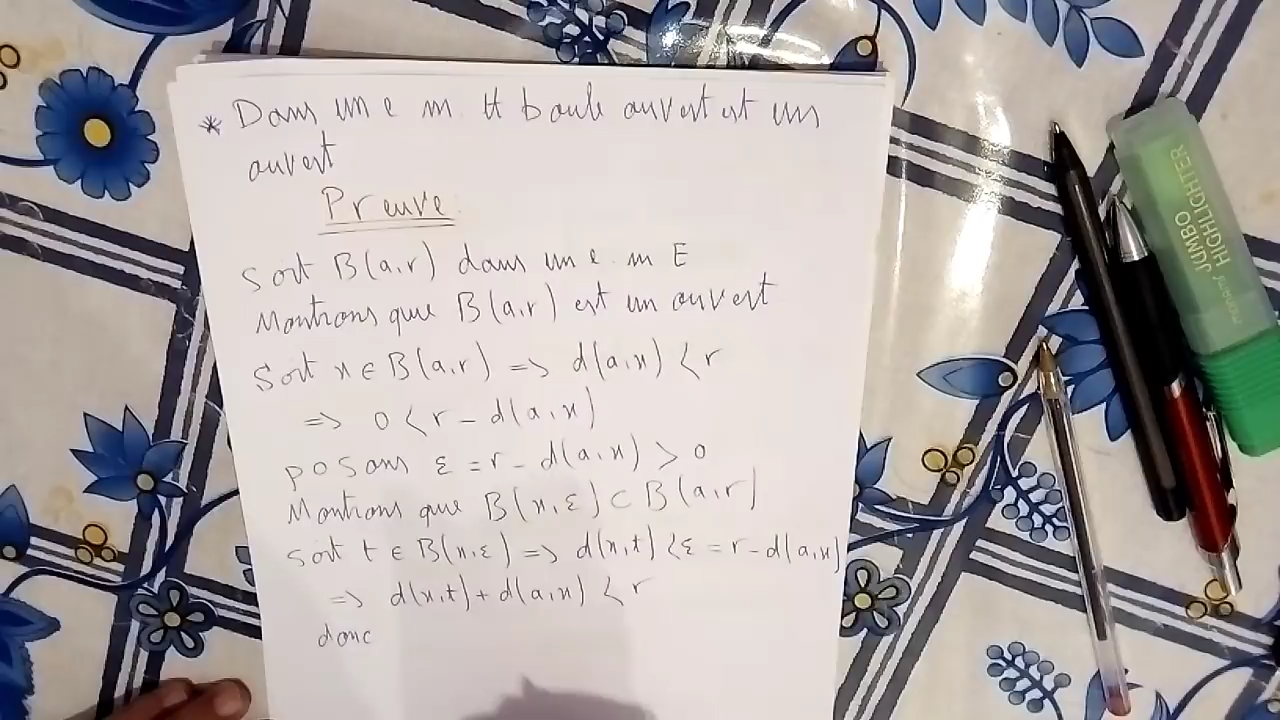 * Dans un e m ∀ boule ouvert est un
ouvert
Preuve
Soit B(a,r) dans un e. m E
Montrons que B(a,r) est un ouvert
Soit x ∈ B(a,r) => d(a,x) < r
=> 0 < r - d(a,x)
posons ε = r - d(a,x) > 0
Montrons que B(x,ε) ⊂ B(a,r)
soit t ∈ B(x,ε) => d(x,t) < ε = r - d(a,x)
=> d(x,t) + d(a,x) < r
donc
JUMBO
HIGHLIGHTER